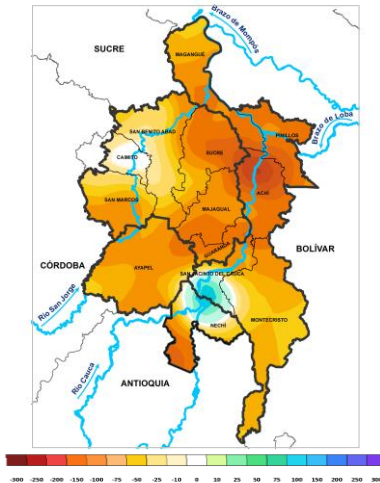 SUCRE
Brazo de Mompós
MAGANGUÉ
SAN BENITO ABAD
Brazo de Loba
PINILLOS
CAIMITO
SUCRE
ACHÍ
SAN MARCOS
MAJAGUAL
GUARANDA
BOLÍVAR
CÓRDOBA
AYAPEL
SAN JACINTO DEL CAUCA
Río San Jorge
NECHÍ
MONTECRISTO
Río Cauca
ANTIOQUIA
-300 -250 -200 -150 -100 -50 -25 -10 0 10 25 50 75 100 150 200 250 300